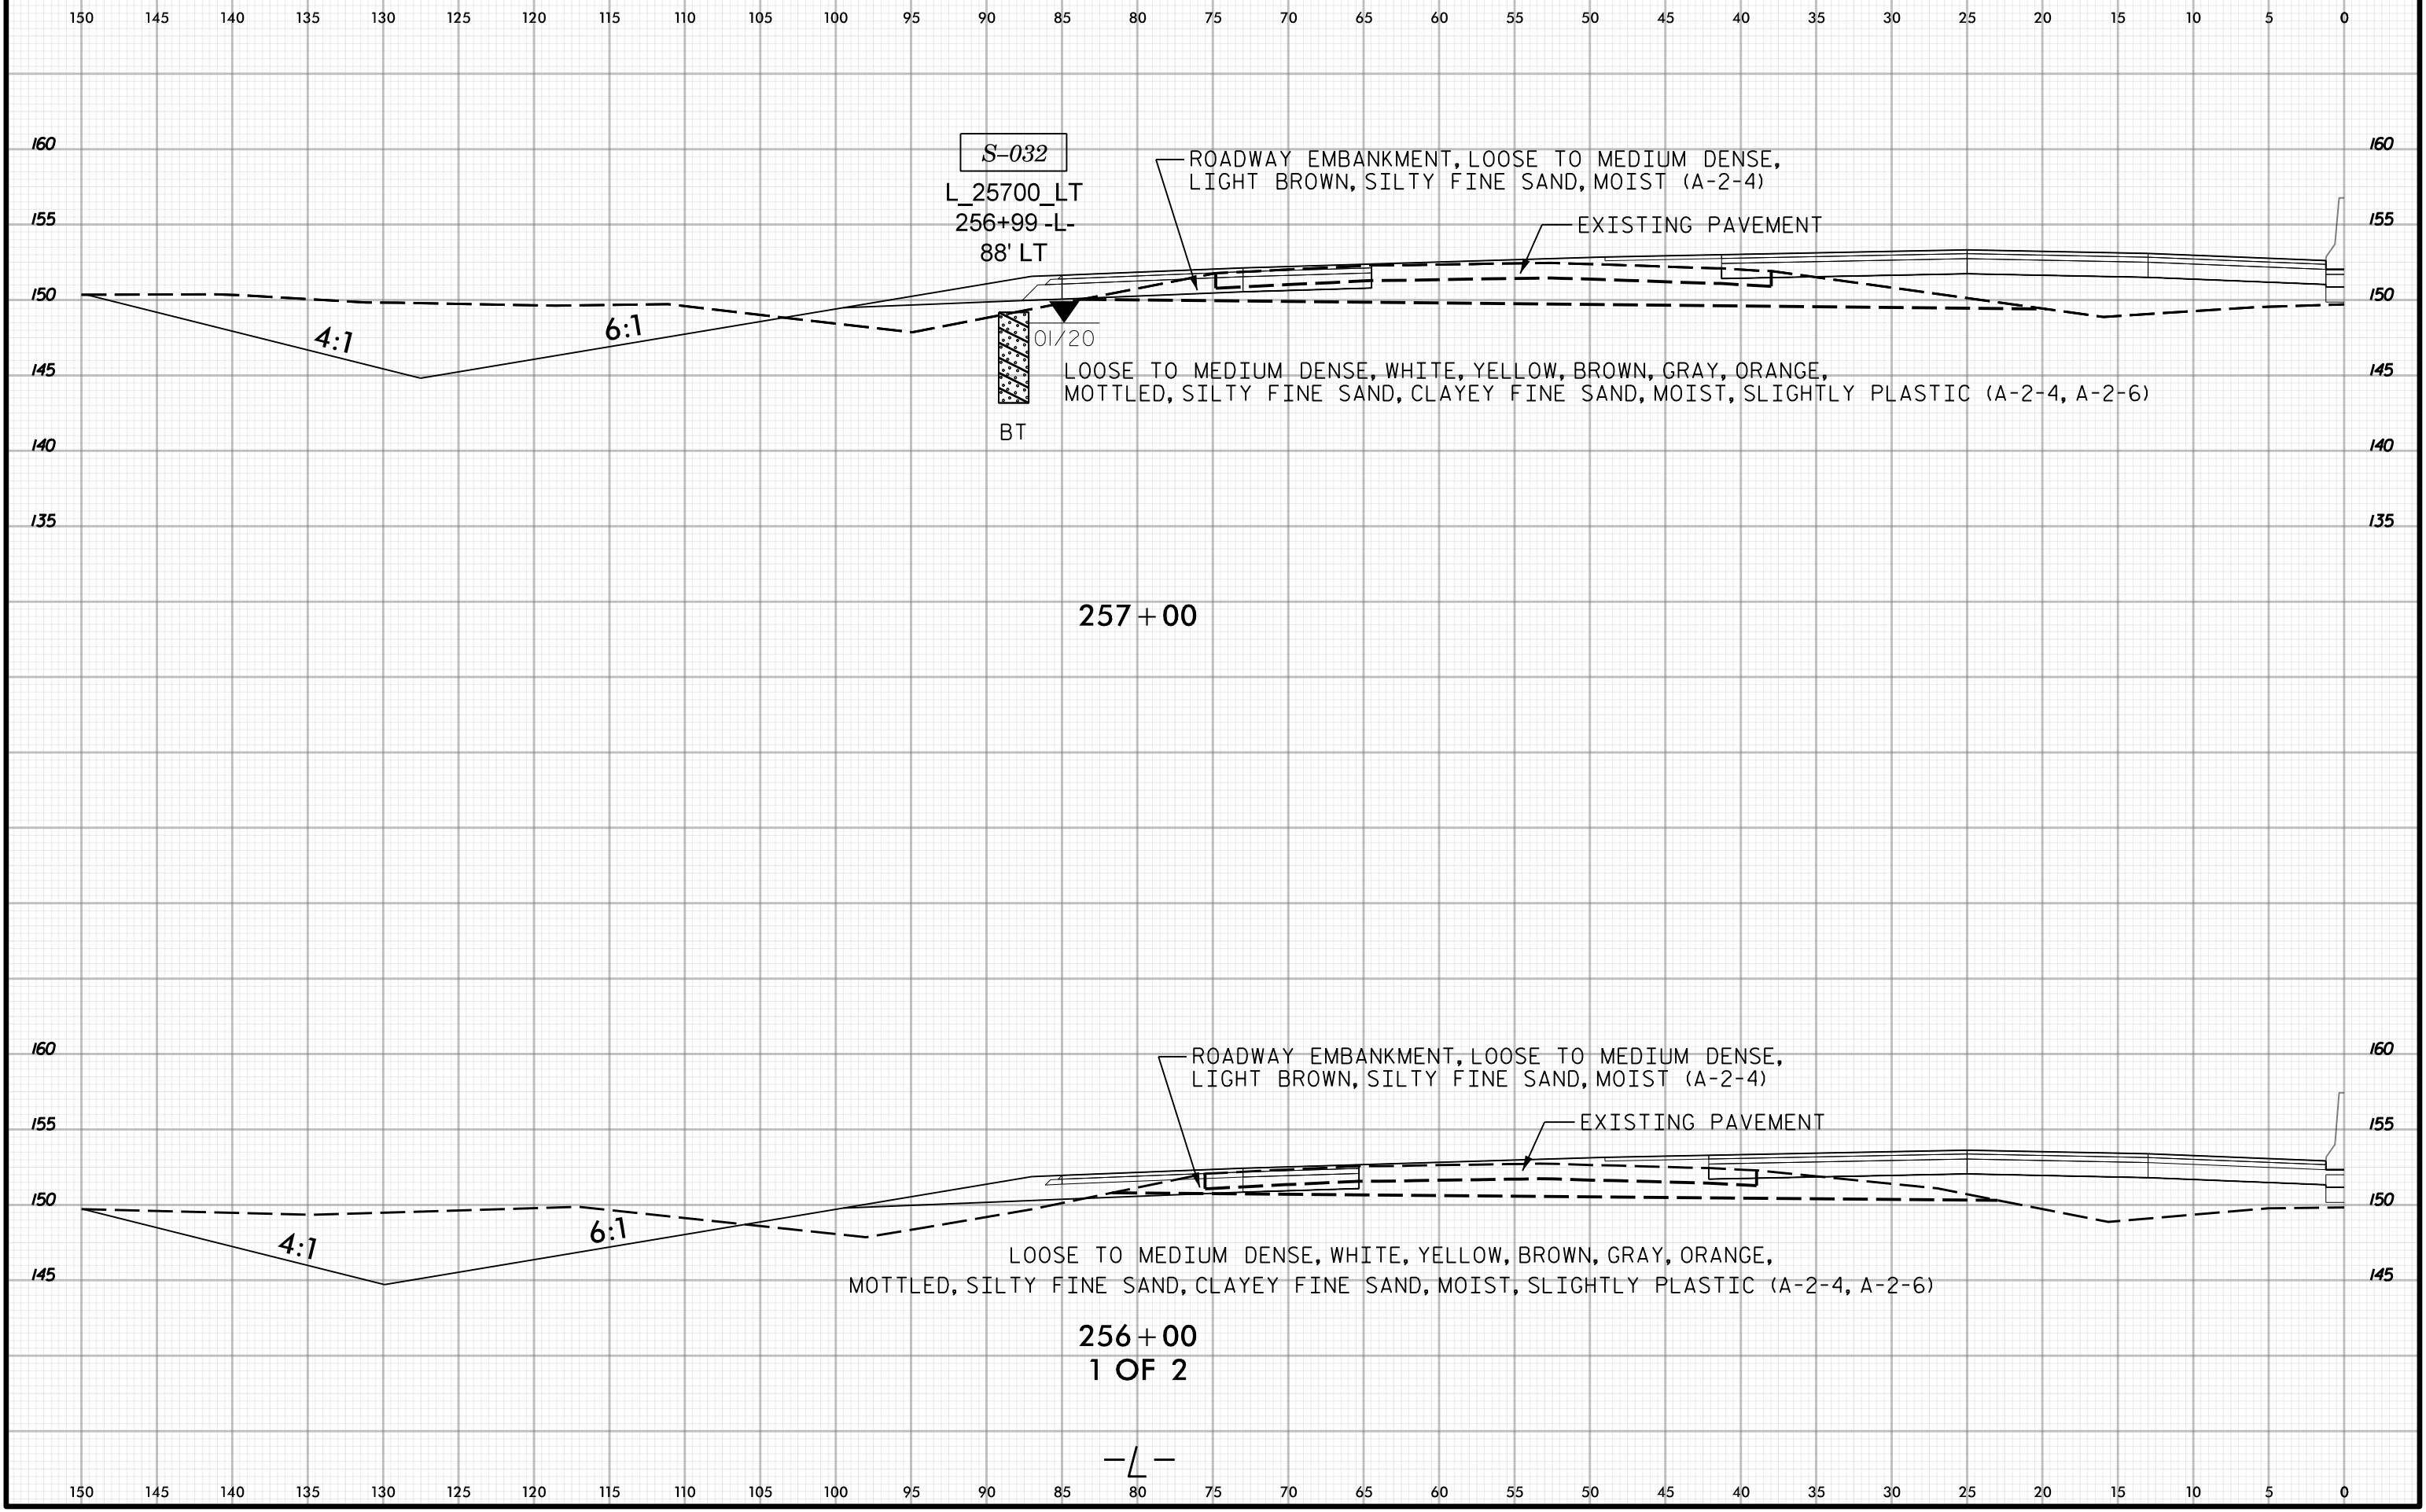 150 145 140 135 130 125 120 115 110 105 100 95 90 85 80 75 70 65 60 55 50 45 40 35 30 25 20 15 10 5 0
160 160
S-032
ROADWAY EMBANKMENT, LOOSE TO MEDIUM DENSE,
LIGHT BROWN, SILTY FINE SAND, MOIST (A-2-4)
L_25700_LT
256+99 -L-
88' LT
155 155
EXISTING PAVEMENT
150 150
4:1 6:1
01/20
145 145
LOOSE TO MEDIUM DENSE, WHITE, YELLOW, BROWN, GRAY, ORANGE,
MOTTLED, SILTY FINE SAND, CLAYEY FINE SAND, MOIST, SLIGHTLY PLASTIC (A-2-4, A-2-6)
BT
140 140
135 135
257+00
160 160
ROADWAY EMBANKMENT, LOOSE TO MEDIUM DENSE,
LIGHT BROWN, SILTY FINE SAND, MOIST (A-2-4)
155 155
EXISTING PAVEMENT
150 150
4:1 6:1
LOOSE TO MEDIUM DENSE, WHITE, YELLOW, BROWN, GRAY, ORANGE,
145 145
MOTTLED, SILTY FINE SAND, CLAYEY FINE SAND, MOIST, SLIGHTLY PLASTIC (A-2-4, A-2-6)
256+00
1 OF 2
-L-
150 145 140 135 130 125 120 115 110 105 100 95 90 85 80 75 70 65 60 55 50 45 40 35 30 25 20 15 10 5 0